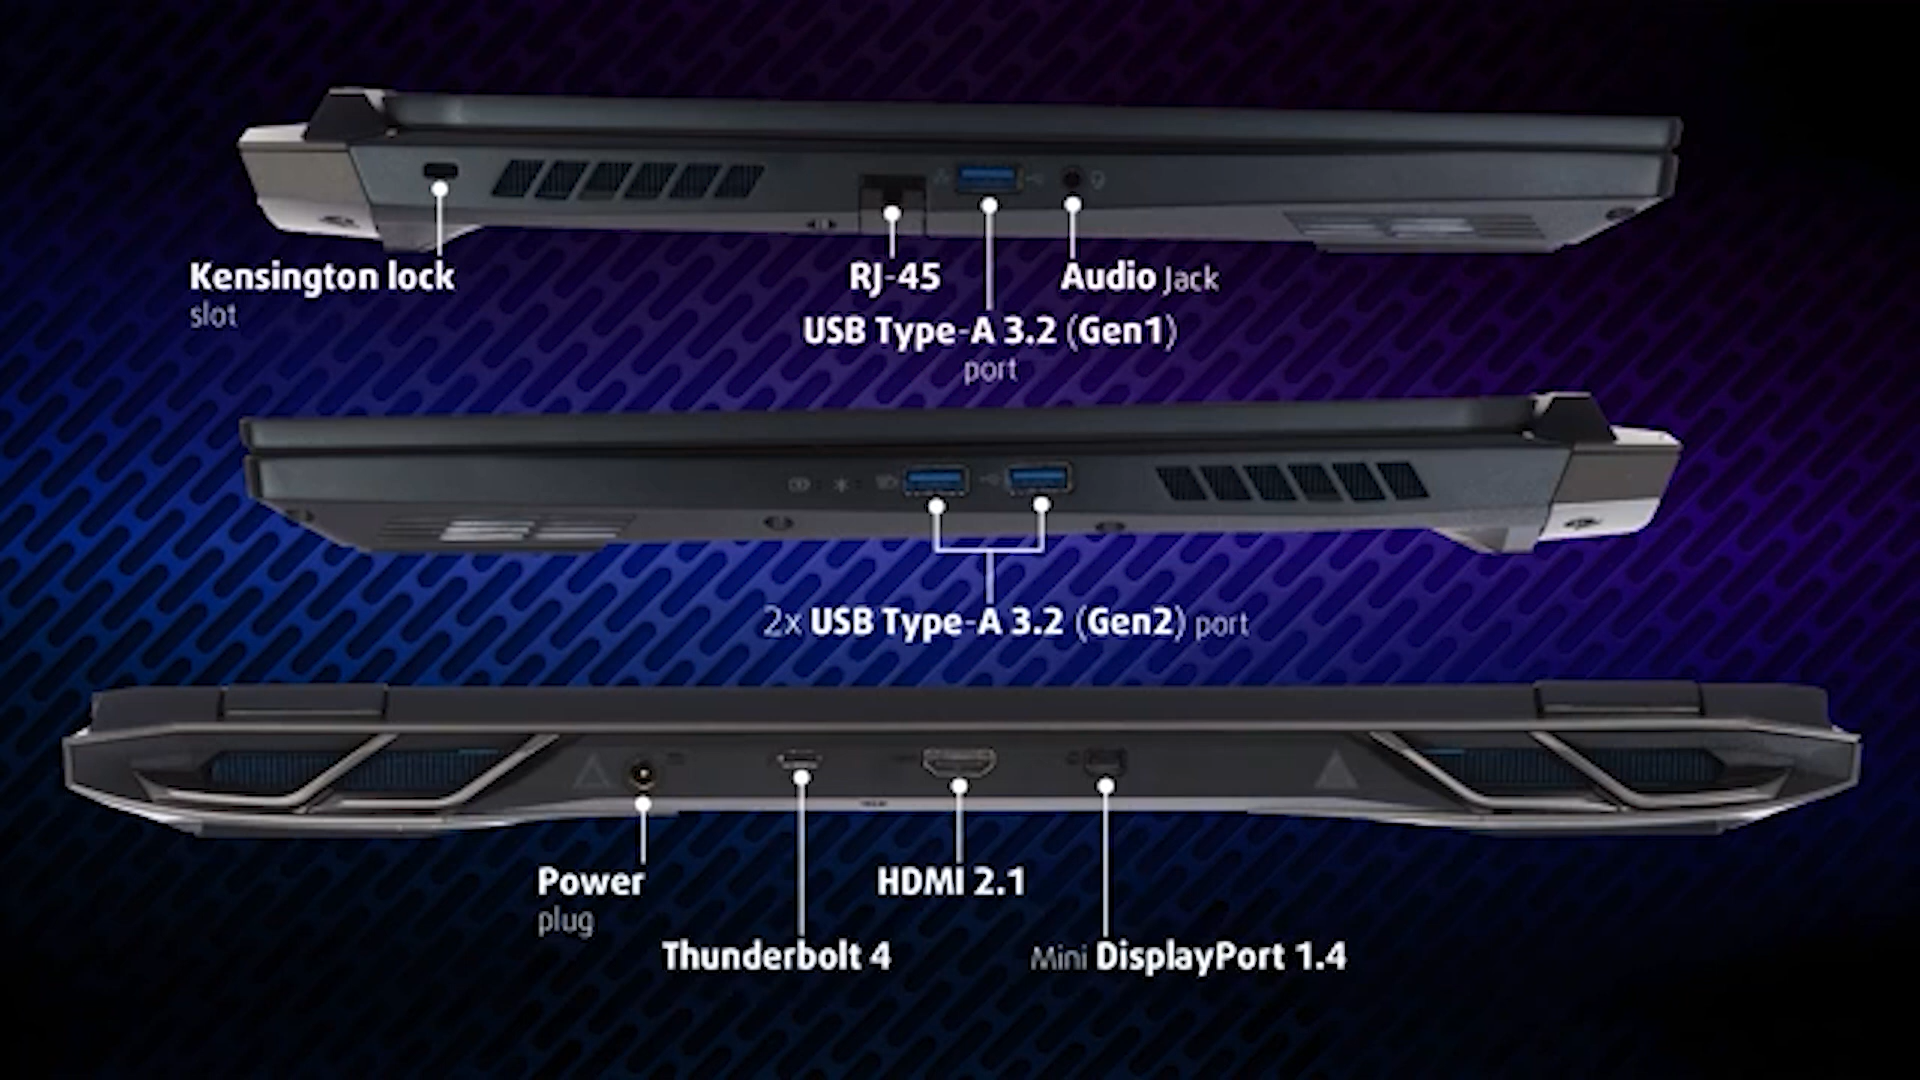 Kensington lock
slot
RJ-45
Audio Jack
USB Type-A 3.2 (Gen1)
port
2x USB Type-A 3.2 (Gen2) port
Power
plug
HDMI 2.1
Thunderbolt 4
Mini DisplayPort 1.4